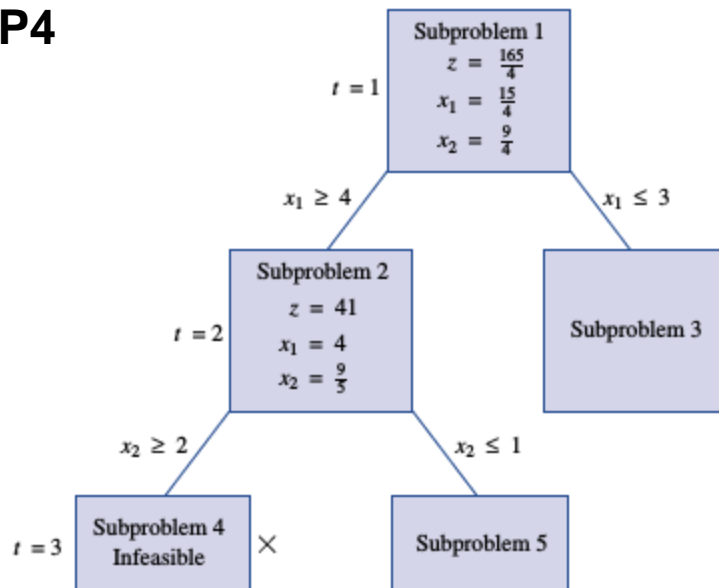 P4
Subproblem 1
z = 165/4
t = 1
x₁ = 15/4
x₂ = 9/4
x₁ ≥ 4
x₁ ≤ 3
Subproblem 2
z = 41
t = 2
x₁ = 4
x₂ = 9/5
Subproblem 3
x₂ ≥ 2
x₂ ≤ 1
t = 3
Subproblem 4
Infeasible
×
Subproblem 5